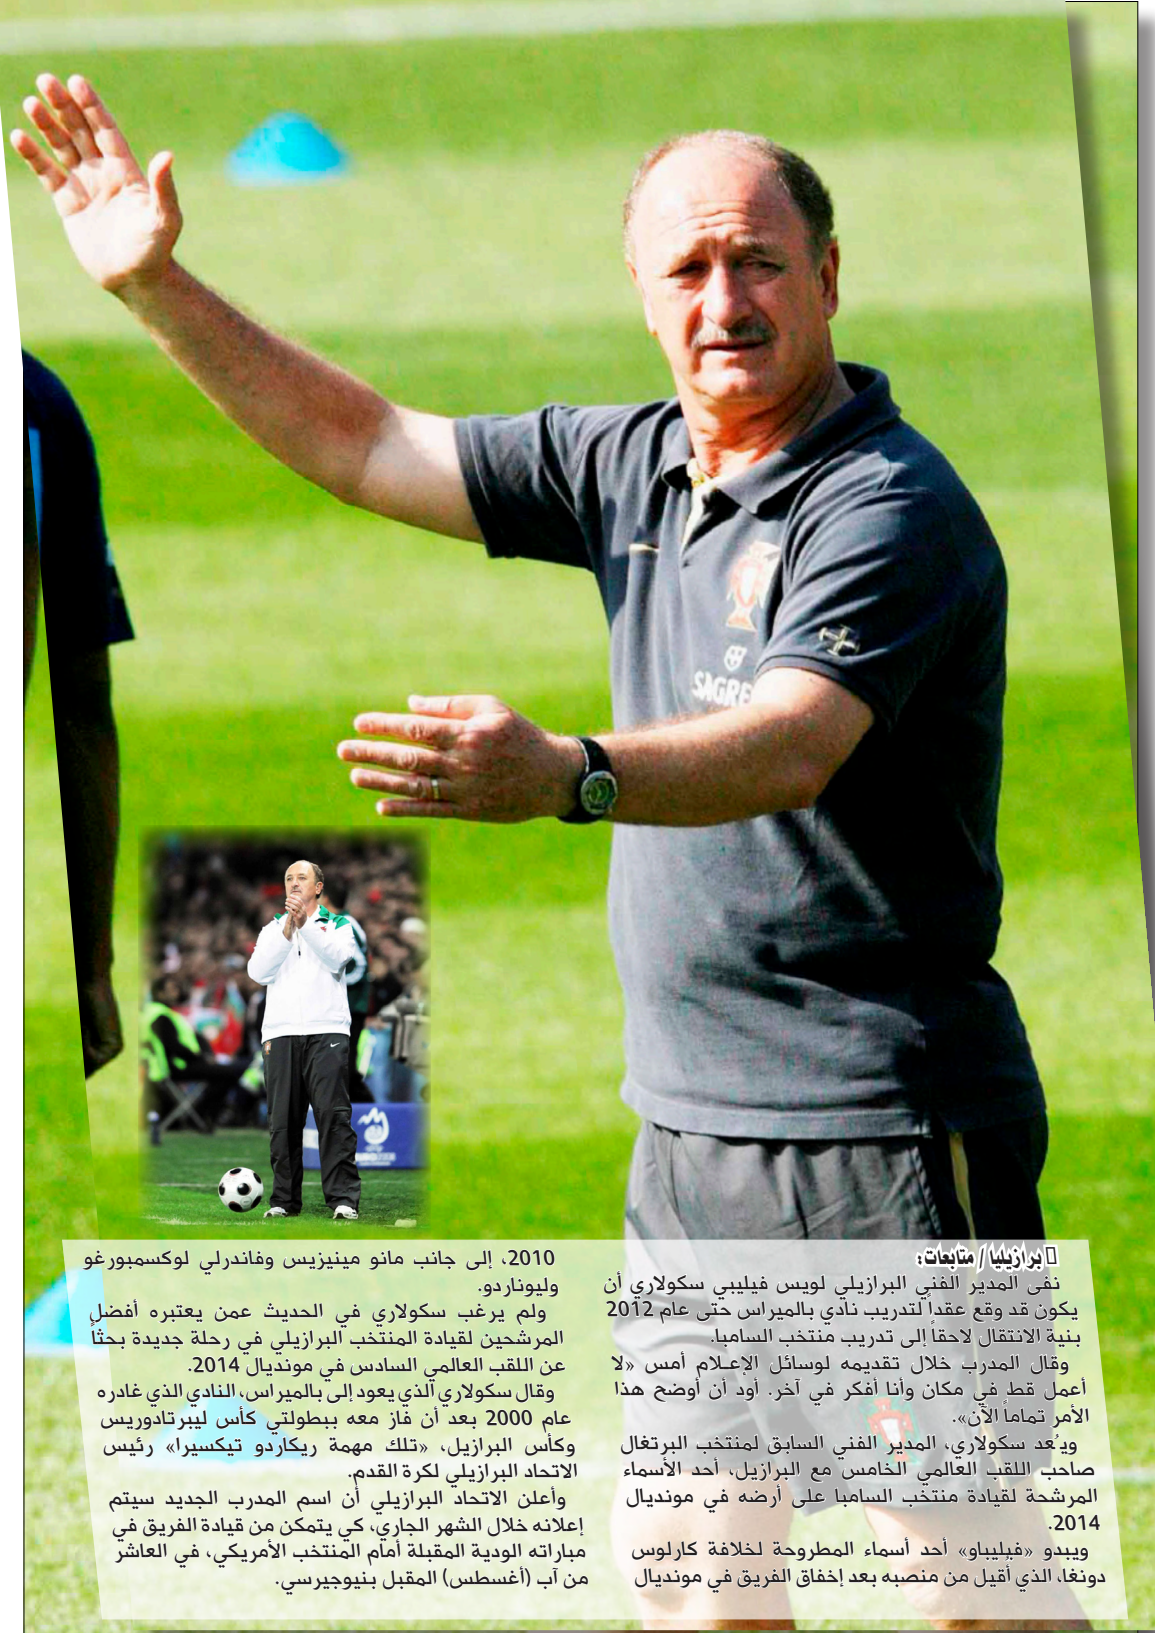 SAGRE
برازيليا / متابعات:
نفى المدير الفني البرازيلي لويس فيليبي سكولاري أن
يكون قد وقع عقداً لتدريب نادي بالميراس حتى عام 2012
بنية الانتقال لاحقاً إلى تدريب منتخب السامبا.
وقال المدرب خلال تقديمه لوسائل الإعلام أمس «لا
أعمل قط في مكان وأنا أفكر في آخر. أود أن أوضح هذا
الأمر تماماً الآن».
ويُعد سكولاري، المدير الفني السابق لمنتخب البرتغال
صاحب اللقب العالمي الخامس مع البرازيل، أحد الأسماء
المرشحة لقيادة منتخب السامبا على أرضه في مونديال
2014.
ويبدو «فيليباو» أحد أسماء المطروحة لخلافة كارلوس
دونغا، الذي أقيل من منصبه بعد إخفاق الفريق في مونديال
2010، إلى جانب مانو مينيزيس وفاندرلي لوكسمبورغو
وليوناردو.
ولم يرغب سكولاري في الحديث عمن يعتبره أفضل
المرشحين لقيادة المنتخب البرازيلي في رحلة جديدة بحثاً
عن اللقب العالمي السادس في مونديال 2014.
وقال سكولاري الذي يعود إلى بالميراس، النادي الذي غادره
عام 2000 بعد أن فاز معه ببطولتي كأس ليبرتادوريس
وكأس البرازيل، «تلك مهمة ريكاردو تيكسيرا» رئيس
الاتحاد البرازيلي لكرة القدم.
وأعلن الاتحاد البرازيلي أن اسم المدرب الجديد سيتم
إعلانه خلال الشهر الجاري، كي يتمكن من قيادة الفريق في
مباراته الودية المقبلة أمام المنتخب الأمريكي، في العاشر
من آب (أغسطس) المقبل بنيوجيرسي.